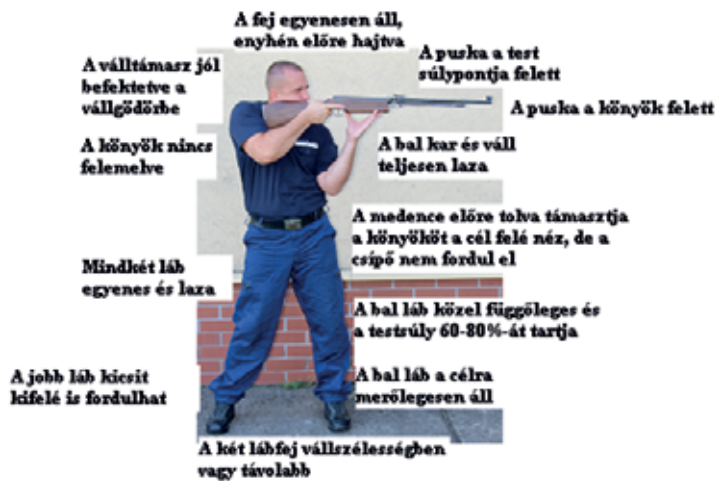 A fej egyenesen áll,
enyhén előre hajtva
A puska a test
súlypontja felett
A válltámasz jól
befektetve a
vállgödörbe
A puska a könyök felett
A könyök nincs
felemelve
A bal kar és váll
teljesen laza
A medence előre tolva támasztja
a könyököt a cél felé néz, de a
csípő nem fordul el
Mindkét láb
egyenes és laza
A bal láb közel függőleges és
a testsúly 60-80%-át tartja
A jobb láb kicsit
kifelé is fordulhat
A bal láb a célra
merőlegesen áll
A két lábfej vállszélességben
vagy távolabb